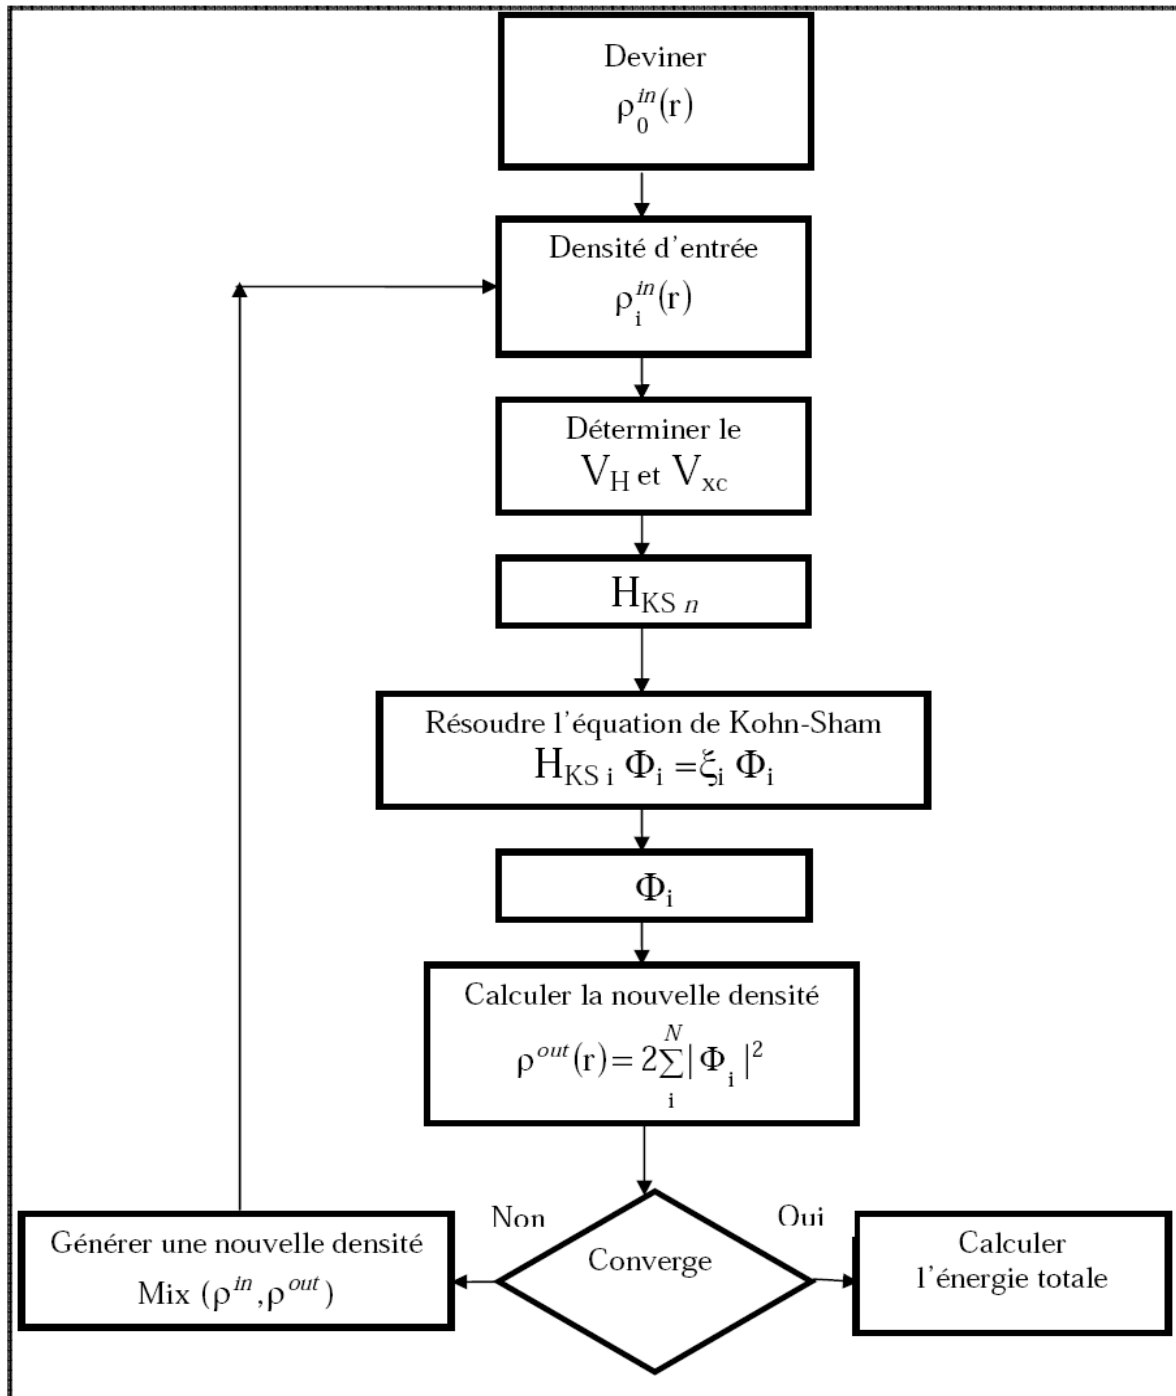 Deviner
ρ₀ⁱⁿ(r)
Densité d'entrée
ρᵢⁱⁿ(r)
Déterminer le
V_H et V_xc
H_KS n
Résoudre l'équation de Kohn-Sham
H_KS i Φᵢ =ξᵢ Φᵢ
Φᵢ
Calculer la nouvelle densité
ρᵒᵘᵗ(r)= 2∑ᵢᴺ| Φᵢ |²
Non
Oui
Converge
Générer une nouvelle densité
Mix (ρⁱⁿ,ρᵒᵘᵗ)
Calculer
l'énergie totale